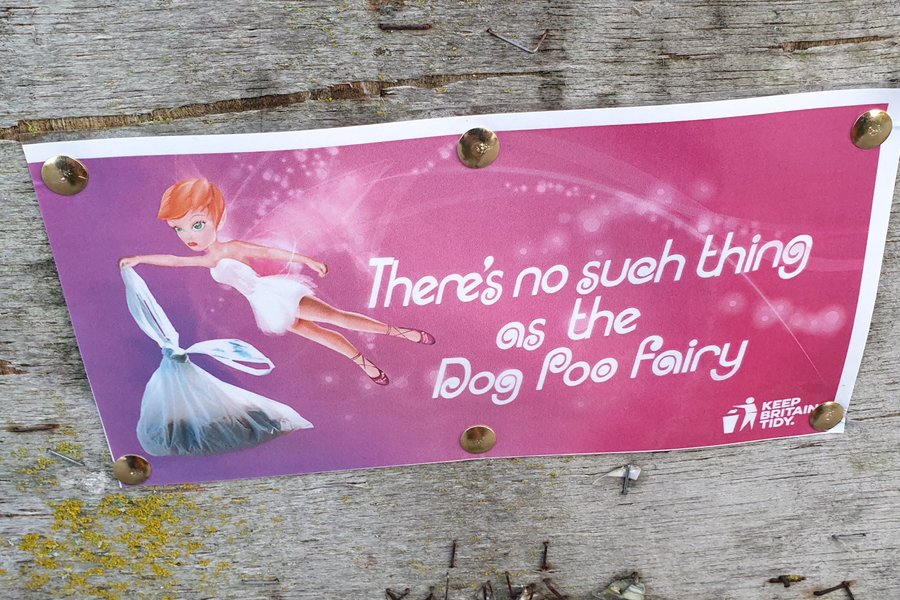 There's no such thing
as the
Dog Poo Fairy
KEEP
BRITAIN
TIDY.